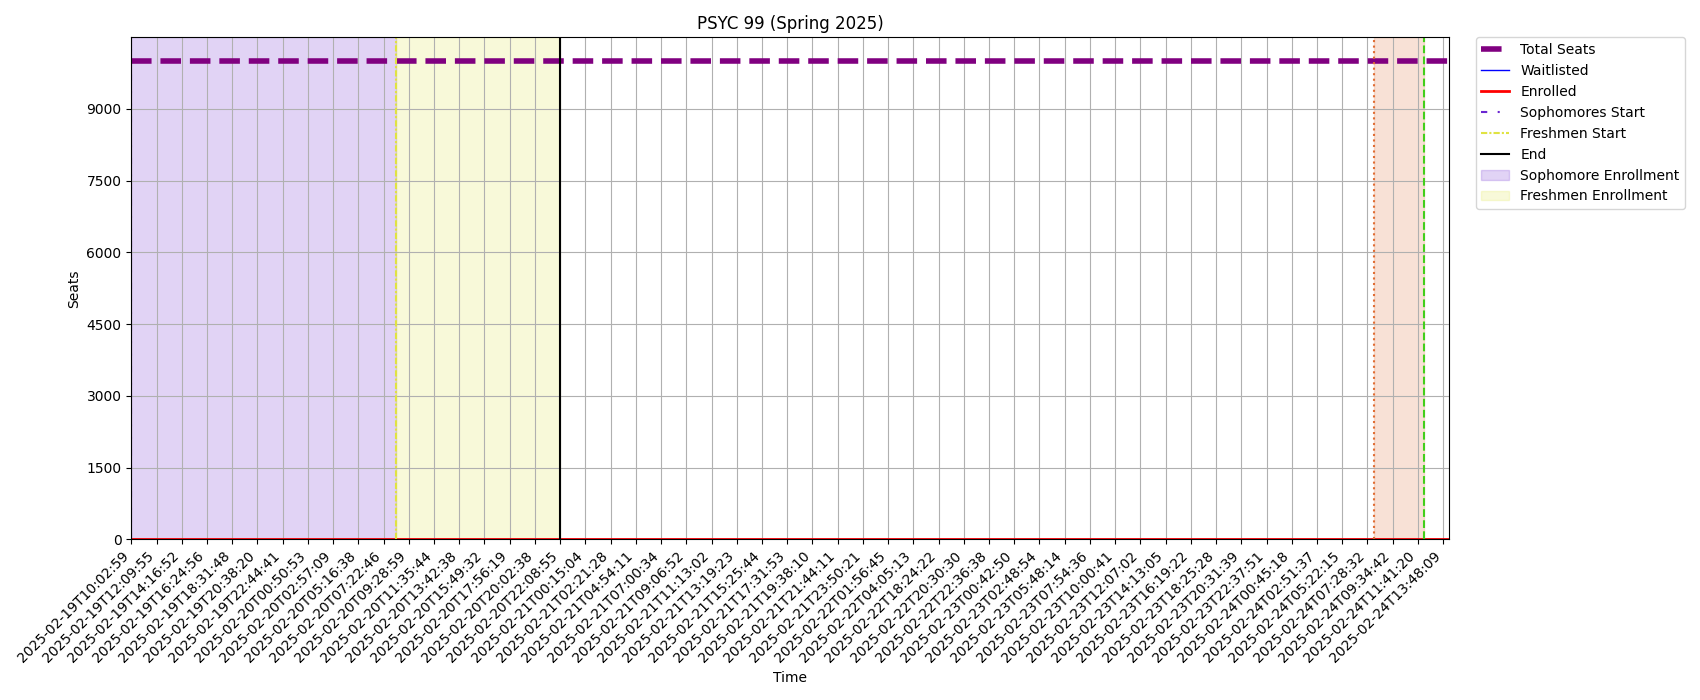 PSYC 99 (Spring 2025)
Total Seats
Waitlisted
Enrolled
Sophomores Start
Freshmen Start
End
Sophomore Enrollment
Freshmen Enrollment
Seats
9000
7500
6000
4500
3000
1500
0
2025-02-19T10:02:59
2025-02-19T12:09:55
2025-02-19T14:16:52
2025-02-19T16:24:56
2025-02-19T18:31:48
2025-02-19T20:38:20
2025-02-19T22:44:41
2025-02-20T00:50:53
2025-02-20T02:57:09
2025-02-20T05:16:38
2025-02-20T07:22:46
2025-02-20T09:28:59
2025-02-20T11:35:44
2025-02-20T13:42:38
2025-02-20T15:49:32
2025-02-20T17:56:19
2025-02-20T20:02:38
2025-02-20T22:08:55
2025-02-21T00:15:04
2025-02-21T02:21:28
2025-02-21T04:54:11
2025-02-21T07:00:34
2025-02-21T09:06:52
2025-02-21T11:13:02
2025-02-21T13:19:23
2025-02-21T15:25:44
2025-02-21T17:31:53
2025-02-21T19:38:10
2025-02-21T21:44:11
2025-02-21T23:50:21
2025-02-22T01:56:45
2025-02-22T04:05:13
2025-02-22T18:24:22
2025-02-22T20:30:30
2025-02-22T22:36:38
2025-02-23T00:42:50
2025-02-23T02:48:54
2025-02-23T05:48:14
2025-02-23T07:54:36
2025-02-23T10:00:41
2025-02-23T12:07:02
2025-02-23T14:13:05
2025-02-23T16:19:22
2025-02-23T18:25:28
2025-02-23T20:31:39
2025-02-23T22:37:51
2025-02-24T00:45:18
2025-02-24T02:51:37
2025-02-24T05:22:15
2025-02-24T07:28:32
2025-02-24T09:34:42
2025-02-24T11:41:20
2025-02-24T13:48:09
Time